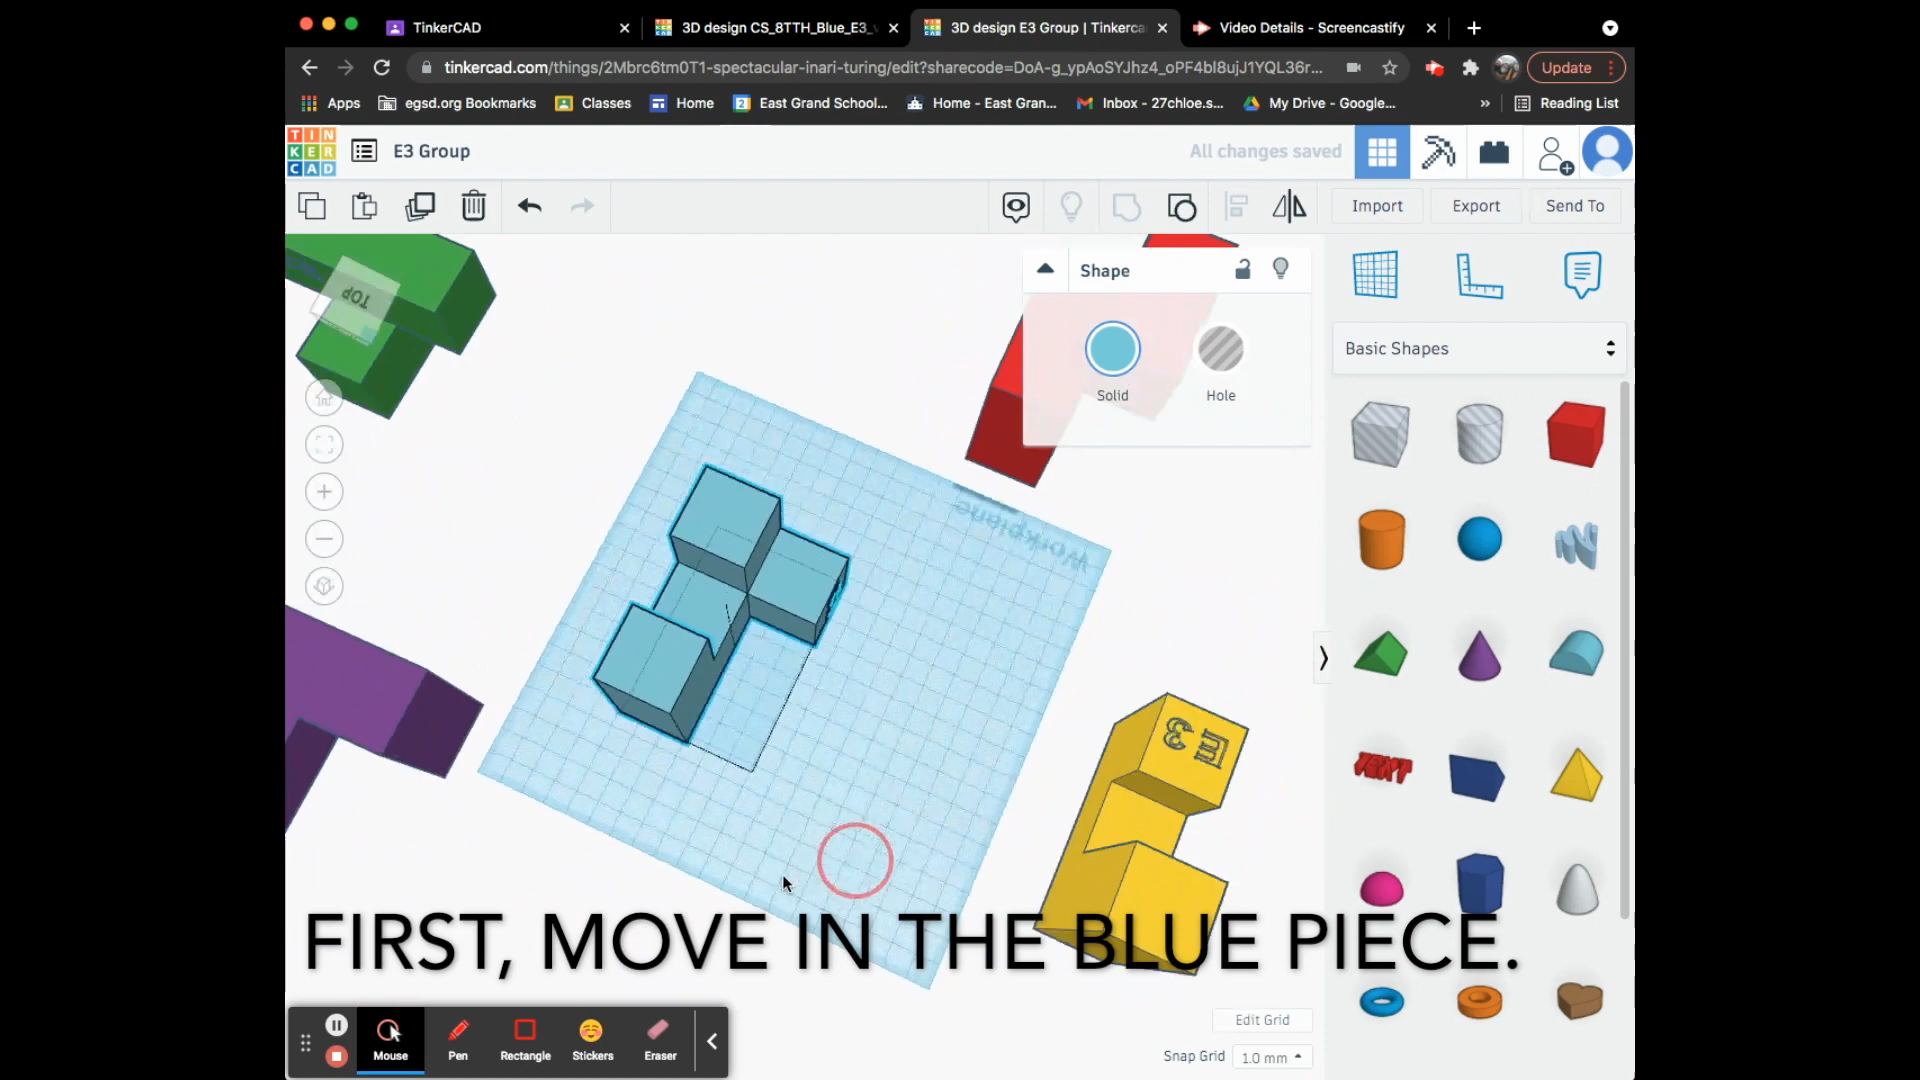 TinkerCAD
3D design CS_8TTH_Blue_E3_v
3D design E3 Group | Tinkerca
Video Details - Screencastify
tinkercad.com/things/2Mbrc6tm0T1-spectacular-inari-turing/edit?sharecode=DoA-g_ypAoSYJhz4_oPF4bl8ujJ1YQL36r...
Update
Apps
egsd.org Bookmarks
Classes
Home
East Grand School...
Home - East Gran...
Inbox - 27chloe.s...
My Drive - Google...
»
Reading List
TIN
KER
CAD
E3 Group
All changes saved
Import
Export
Send To
TOP
Shape
Solid
Hole
Workplane
Basic Shapes
TEXT
E3
FIRST, MOVE IN THE BLUE PIECE.
Edit Grid
Snap Grid
1.0 mm
Mouse
Pen
Rectangle
Stickers
Eraser